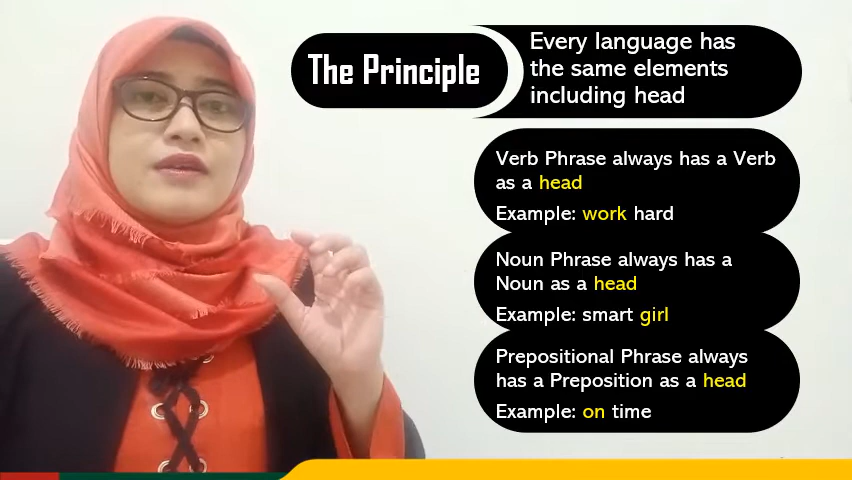 The Principle
Every language has
the same elements
including head
Verb Phrase always has a Verb
as a head
Example: work hard
Noun Phrase always has a
Noun as a head
Example: smart girl
Prepositional Phrase always
has a Preposition as a head
Example: on time